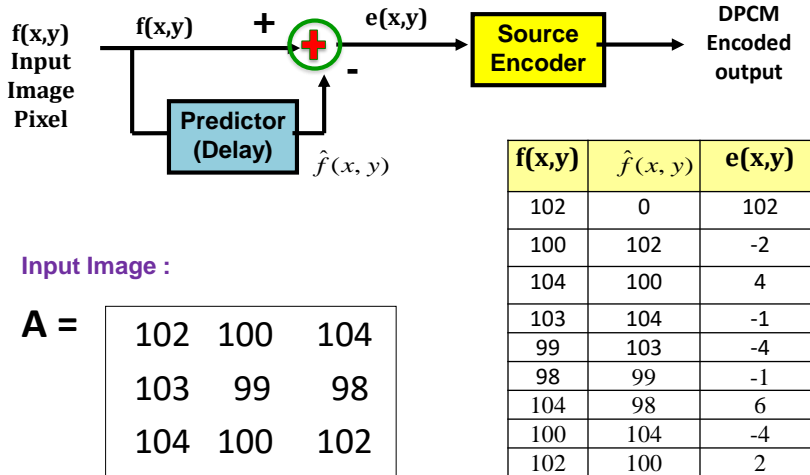 f(x,y)
Input
Image
Pixel
f(x,y)
+
e(x,y)
-
Source
Encoder
DPCM
Encoded
output
Predictor
(Delay)
f̂(x, y)
Input Image :
A =
102 100 104
103 99 98
104 100 102
f(x,y) f̂(x, y) e(x,y)
102 0 102
100 102 -2
104 100 4
103 104 -1
99 103 -4
98 99 -1
104 98 6
100 104 -4
102 100 2